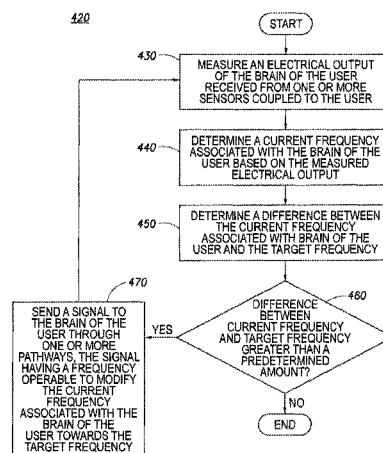 420
START
430
MEASURE AN ELECTRICAL OUTPUT
OF THE BRAIN OF THE USER
RECEIVED FROM ONE OR MORE
SENSORS COUPLED TO THE USER
440
DETERMINE A CURRENT FREQUENCY
ASSOCIATED WITH THE BRAIN OF THE
USER BASED ON THE MEASURED
ELECTRICAL OUTPUT
450
DETERMINE A DIFFERENCE BETWEEN
THE CURRENT FREQUENCY
ASSOCIATED WITH BRAIN OF THE
USER AND THE TARGET FREQUENCY
460
DIFFERENCE
BETWEEN
CURRENT FREQUENCY
AND TARGET FREQUENCY
GREATER THAN A
PREDETERMINED
AMOUNT?
YES
NO
END
470
SEND A SIGNAL TO
THE BRAIN OF THE
USER THROUGH
ONE OR MORE
PATHWAYS, THE SIGNAL
HAVING A FREQUENCY
OPERABLE TO MODIFY
THE CURRENT
FREQUENCY
ASSOCIATED WITH THE
BRAIN OF THE
USER TOWARDS THE
TARGET FREQUENCY